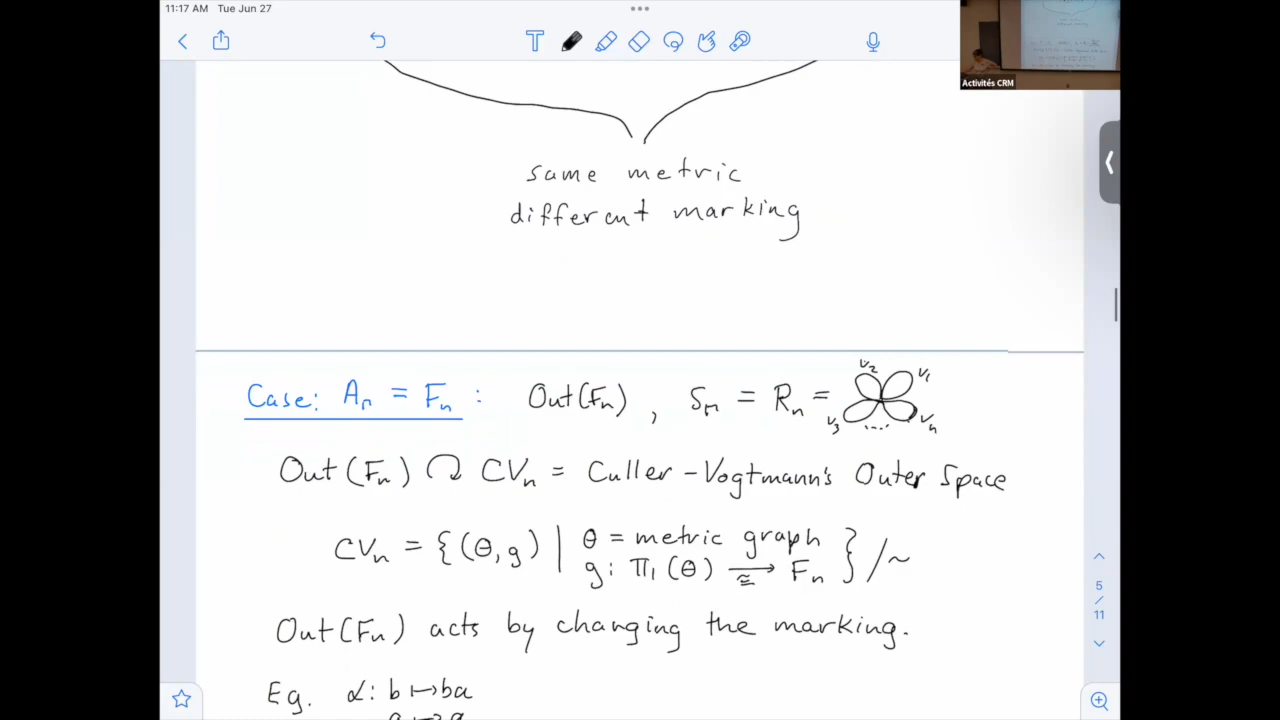 11:17 AM Tue Jun 27
Activités CRM
same metric
different marking
Case: A_Γ = F_n : Out(F_n), S_Γ = R_n =
v_2 v_1 v_3 .... v_n
Out(F_n) ↷ CV_n = Culler-Vogtmann's Outer Space
CV_n = {(θ, g) | θ = metric graph
g: π_1(θ) →≅ F_n } / ~
Out(F_n) acts by changing the marking.
Eg. α: b ↦ ba
a ↦ a
5
/
11